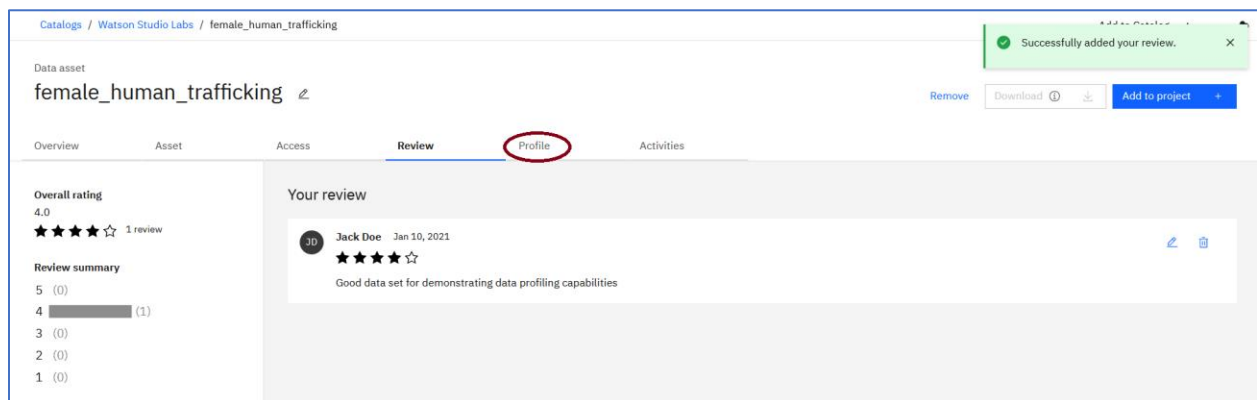 Catalogs / Watson Studio Labs / female_human_trafficking
Successfully added your review.
Data asset
female_human_trafficking
Remove
Download
Add to project +
Overview Asset Access Review Profile Activities
Overall rating
4.0
1 review
Review summary
5 (0)
4 (1)
3 (0)
2 (0)
1 (0)
Your review
JD Jack Doe Jan 10, 2021
Good data set for demonstrating data profiling capabilities